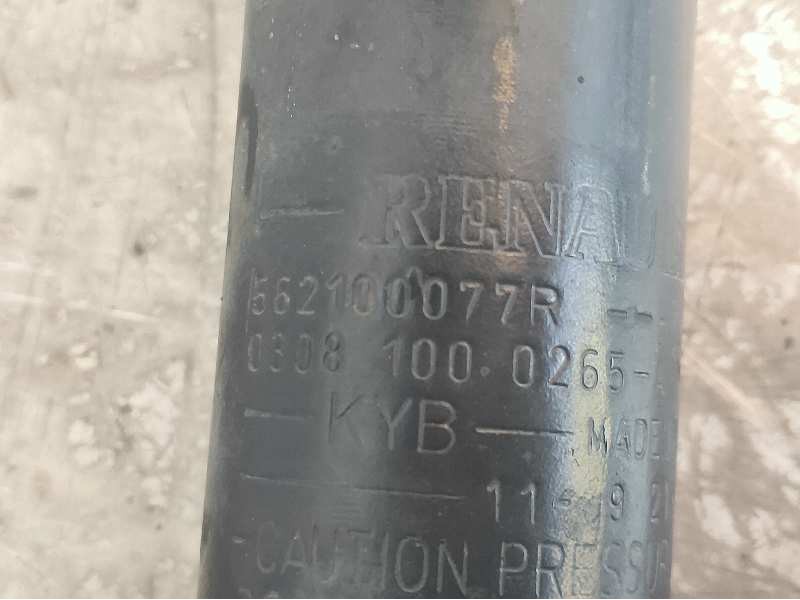 RENAU
562100077R --
0308 100 0265-
KYB MADE
CAUTION PRESSU